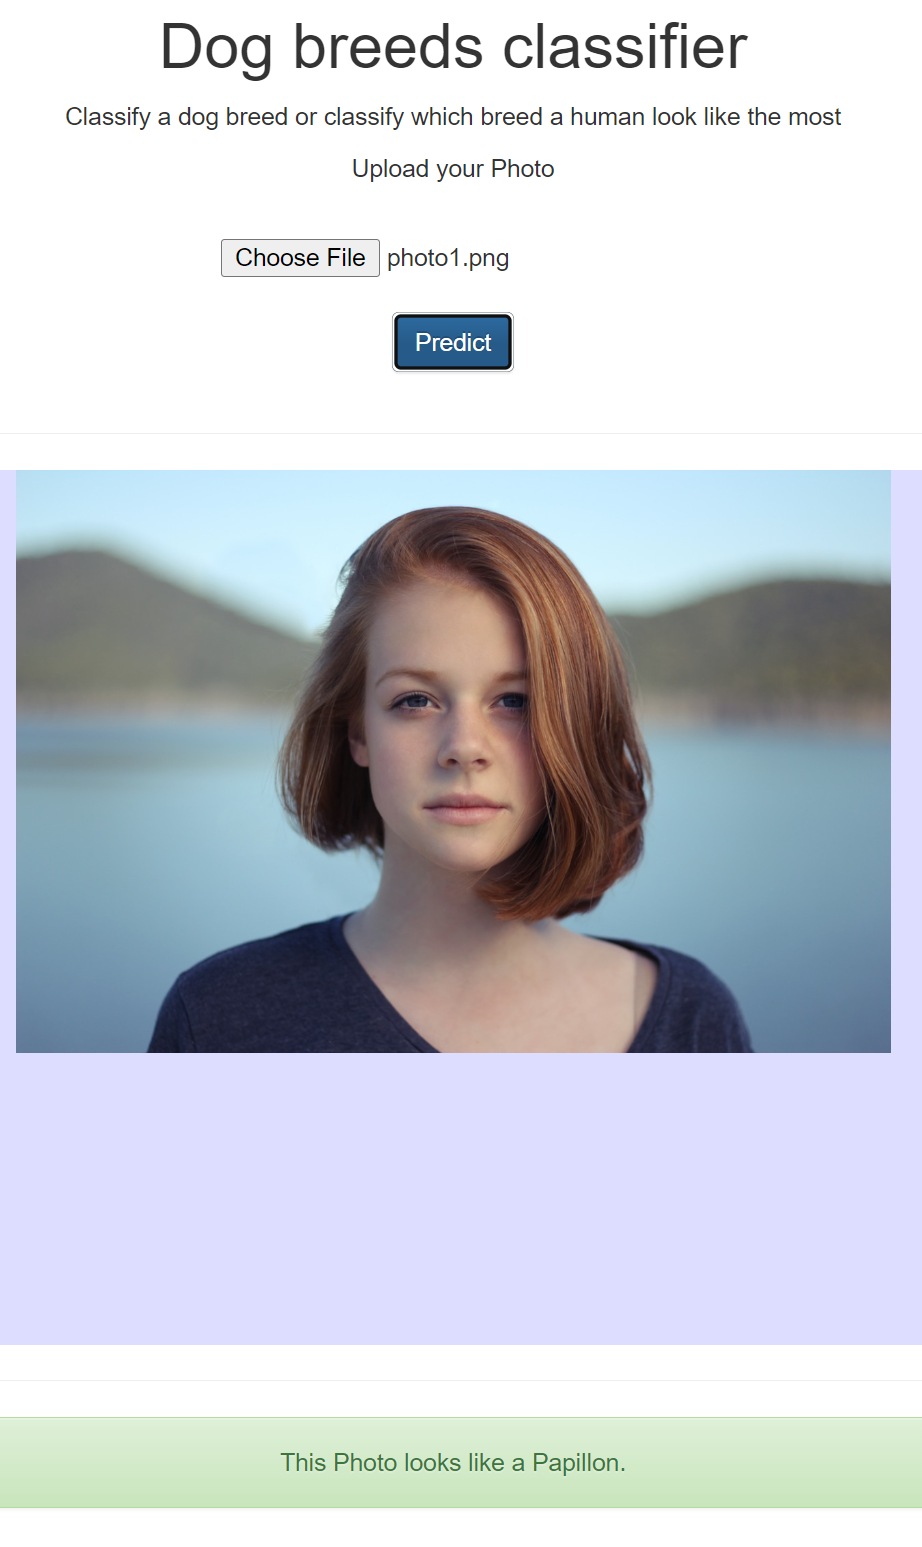 Dog breeds classifier
Classify a dog breed or classify which breed a human look like the most
Upload your Photo
Choose File photo1.png
Predict
This Photo looks like a Papillon.